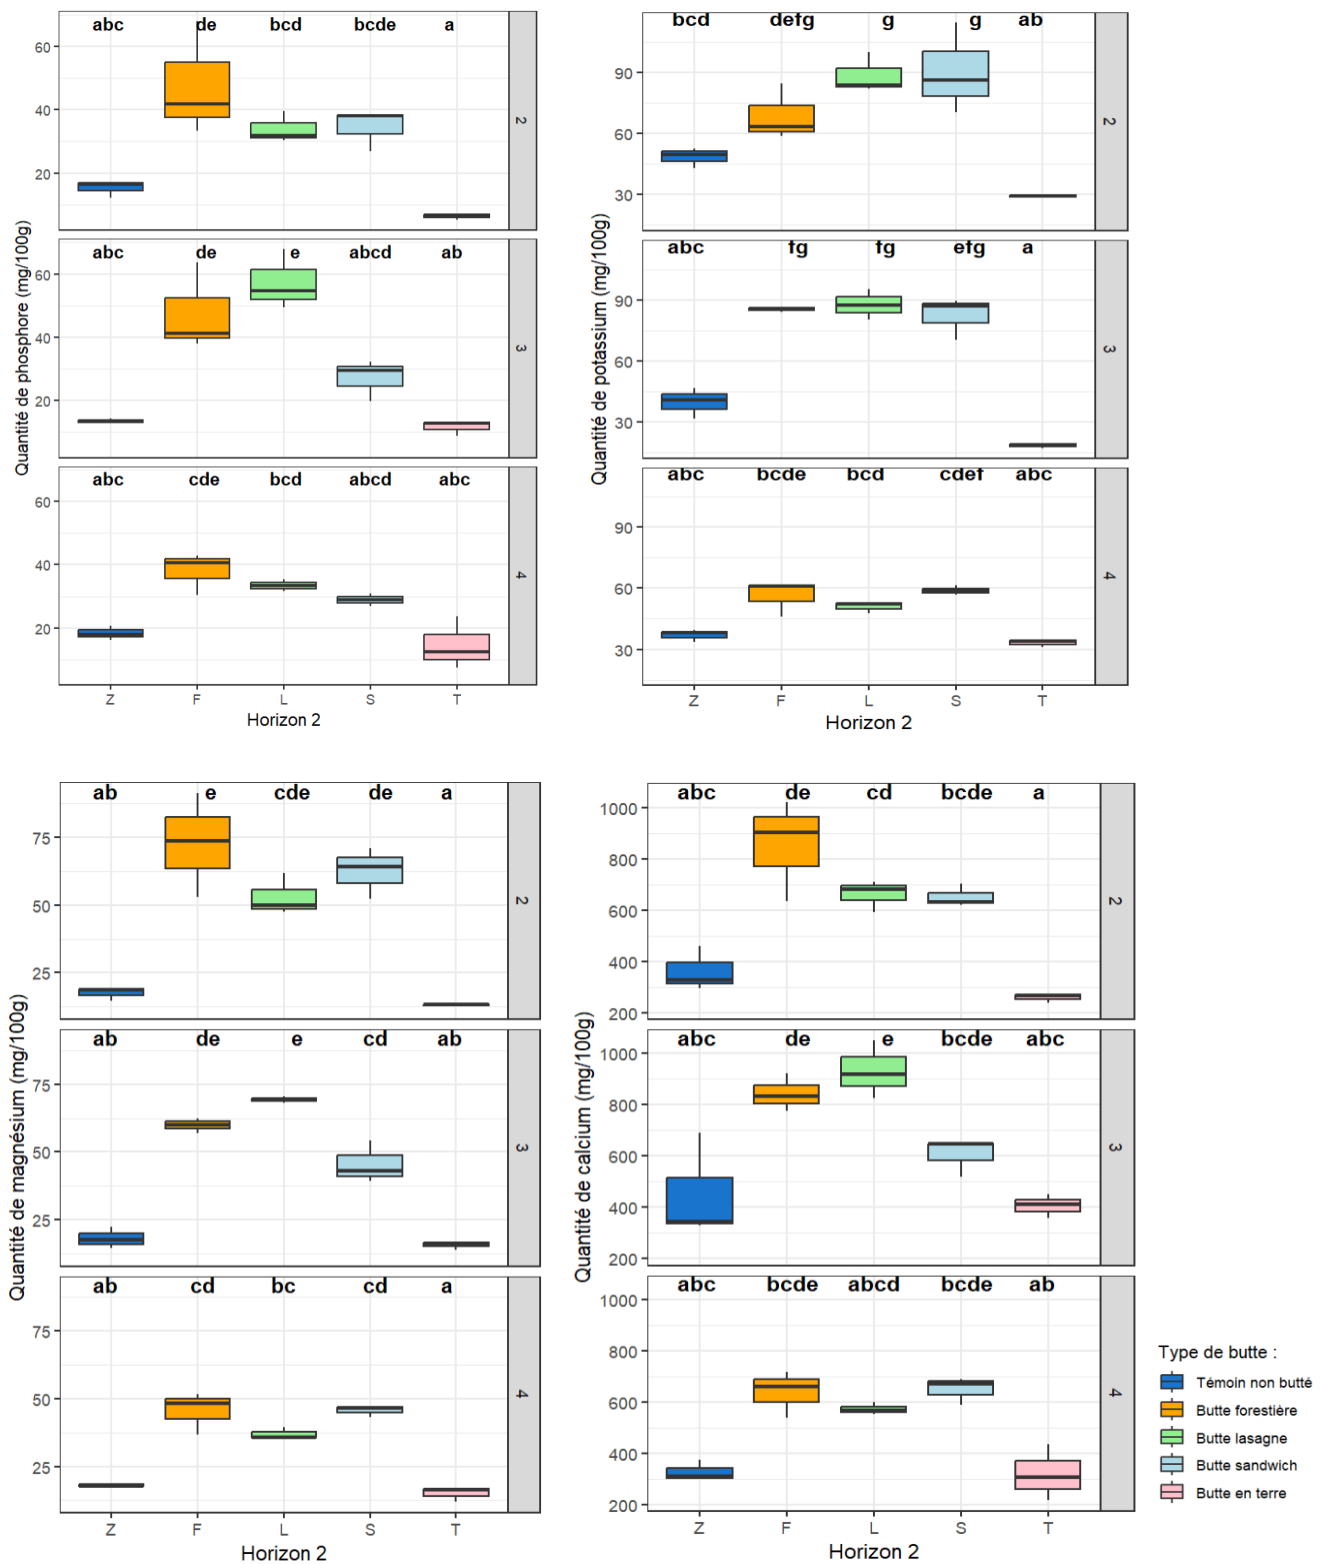 abc de bcd bcde a
60
40
20
2
abc de e abcd ab
60
40
20
3
abc cde bcd abcd abc
60
40
20
4
Quantité de phosphore (mg/100g)
Z F L S T
Horizon 2
bcd defg g g ab
90
60
30
2
abc fg fg efg a
90
60
30
3
abc bcde bcd cdef abc
90
60
30
4
Quantité de potassium (mg/100g)
Z F L S T
Horizon 2
ab e cde de a
75
50
25
2
ab de e cd ab
75
50
25
3
ab cd bc cd a
75
50
25
4
Quantité de magnésium (mg/100g)
Z F L S T
Horizon 2
abc de cd bcde a
1000
800
600
400
200
2
abc de e bcde abc
1000
800
600
400
200
3
abc bcde abcd bcde ab
1000
800
600
400
200
4
Quantité de calcium (mg/100g)
Z F L S T
Horizon 2
Type de butte :
Témoin non butté
Butte forestière
Butte lasagne
Butte sandwich
Butte en terre